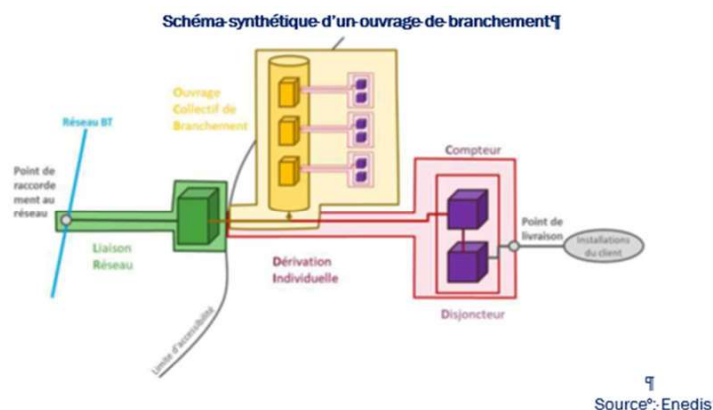 Schéma·synthétique·d'un·ouvrage·de·branchement¶
Ouvrage
Collectif de
Branchement
Réseau BT
Compteur
Point de
raccorde
ment au
réseau
Point de
livraison
Installations
du client
Liaison
Réseau
Dérivation
Individuelle
Disjoncteur
Limite d'accessibilité
¶
Source°:·Enedis